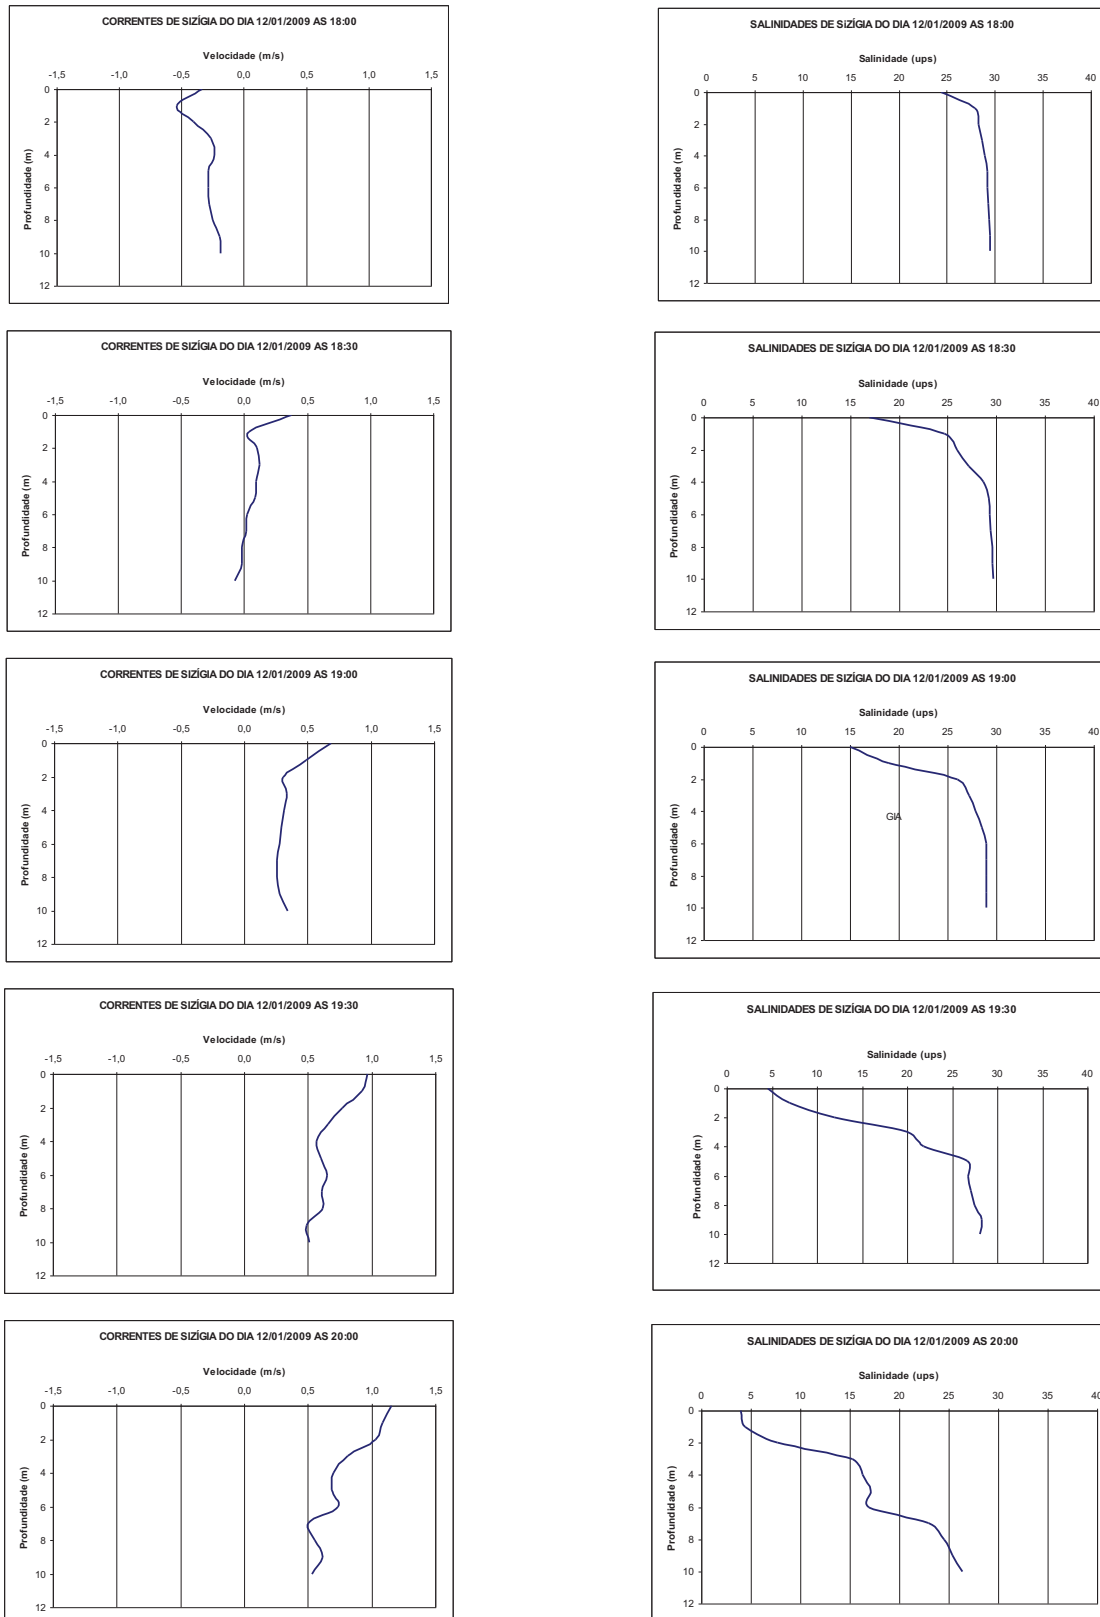 CORRENTES DE SIZÍGIA DO DIA 12/01/2009 AS 18:00
Velocidade (m/s)
-1,5 -1,0 -0,5 0,0 0,5 1,0 1,5
0
2
4
6
8
10
12
Profundidade (m)
SALINIDADES DE SIZÍGIA DO DIA 12/01/2009 AS 18:00
Salinidade (ups)
0 5 10 15 20 25 30 35 40
0
2
4
6
8
10
12
Profundidade (m)
CORRENTES DE SIZÍGIA DO DIA 12/01/2009 AS 18:30
Velocidade (m/s)
-1,5 -1,0 -0,5 0,0 0,5 1,0 1,5
0
2
4
6
8
10
12
Profundidade (m)
SALINIDADES DE SIZÍGIA DO DIA 12/01/2009 AS 18:30
Salinidade (ups)
0 5 10 15 20 25 30 35 40
0
2
4
6
8
10
12
Profundidade (m)
CORRENTES DE SIZÍGIA DO DIA 12/01/2009 AS 19:00
Velocidade (m/s)
-1,5 -1,0 -0,5 0,0 0,5 1,0 1,5
0
2
4
6
8
10
12
Profundidade (m)
SALINIDADES DE SIZÍGIA DO DIA 12/01/2009 AS 19:00
Salinidade (ups)
0 5 10 15 20 25 30 35 40
0
2
4
6
8
10
12
Profundidade (m)
GIA
CORRENTES DE SIZÍGIA DO DIA 12/01/2009 AS 19:30
Velocidade (m/s)
-1,5 -1,0 -0,5 0,0 0,5 1,0 1,5
0
2
4
6
8
10
12
Profundidade (m)
SALINIDADES DE SIZÍGIA DO DIA 12/01/2009 AS 19:30
Salinidade (ups)
0 5 10 15 20 25 30 35 40
0
2
4
6
8
10
12
Profundidade (m)
CORRENTES DE SIZÍGIA DO DIA 12/01/2009 AS 20:00
Velocidade (m/s)
-1,5 -1,0 -0,5 0,0 0,5 1,0 1,5
0
2
4
6
8
10
12
Profundidade (m)
SALINIDADES DE SIZÍGIA DO DIA 12/01/2009 AS 20:00
Salinidade (ups)
0 5 10 15 20 25 30 35 40
0
2
4
6
8
10
12
Profundidade (m)